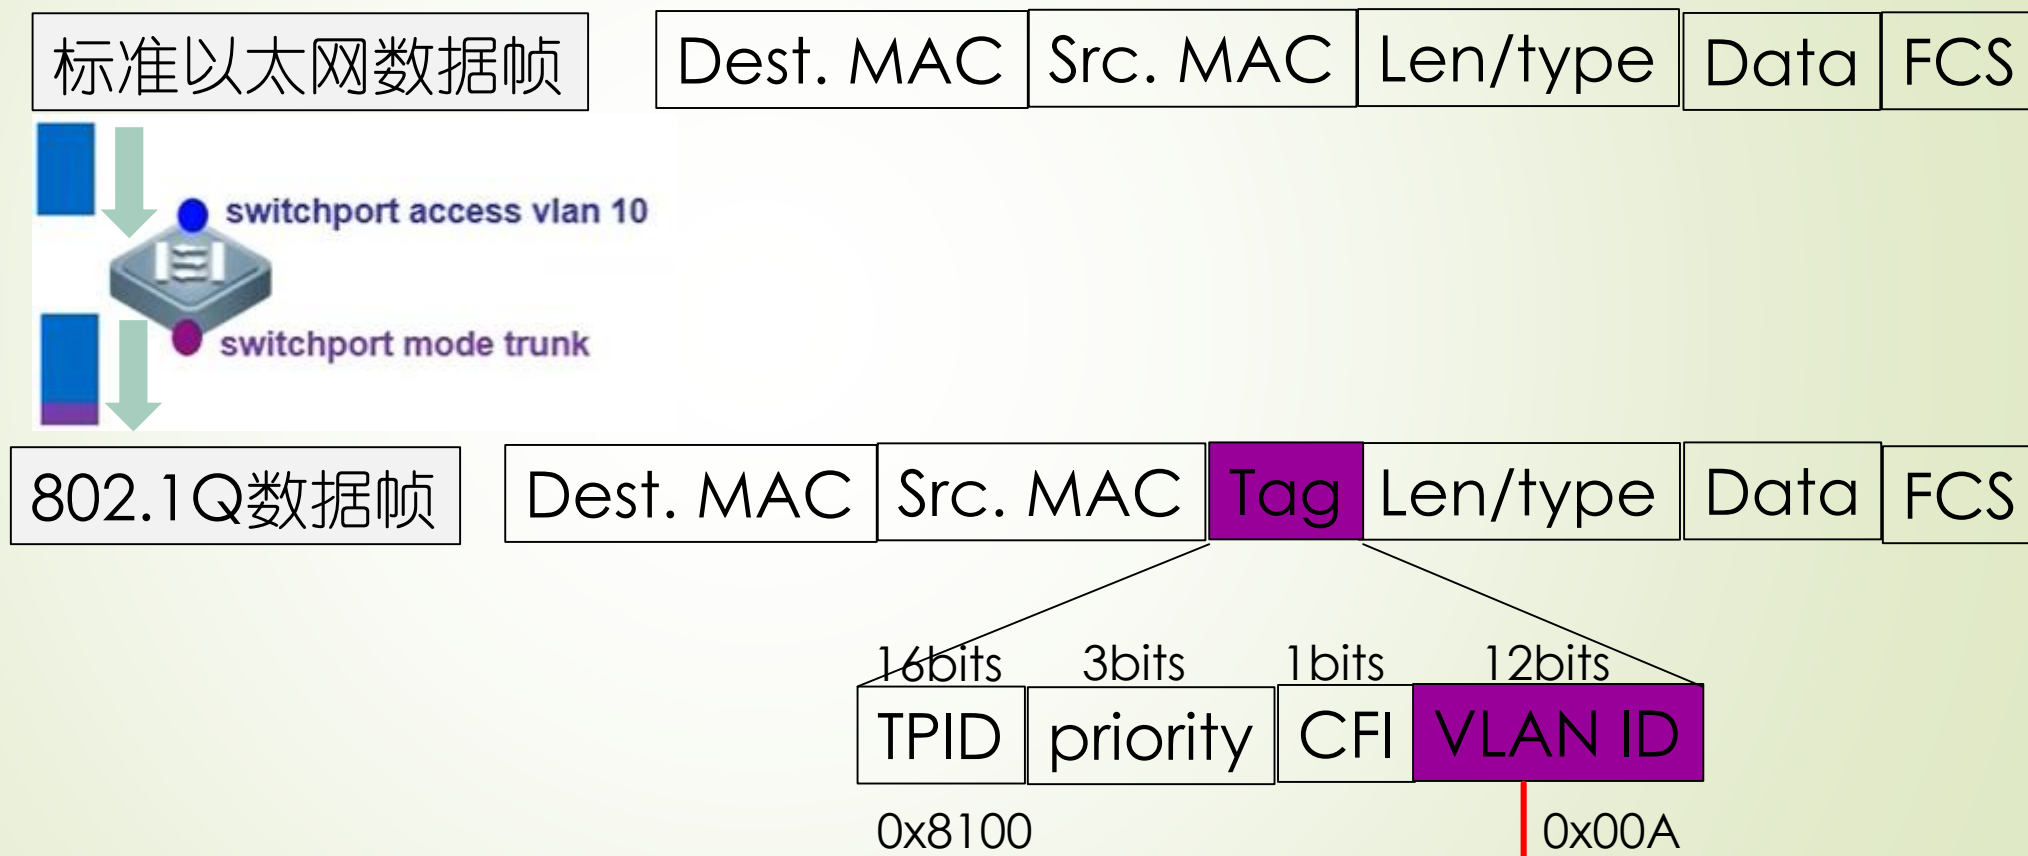 标准以太网数据帧 Dest. MAC Src. MAC Len/type Data FCS
switchport access vlan 10
switchport mode trunk
802.1Q数据帧 Dest. MAC Src. MAC Tag Len/type Data FCS
16bits 3bits 1bits 12bits
TPID priority CFI VLAN ID
0x8100 0x00A